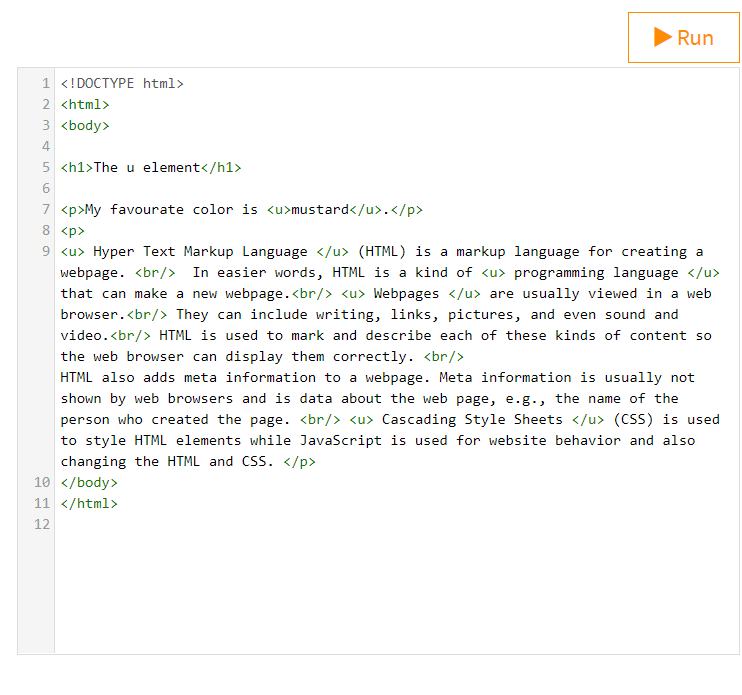 Run
1 <!DOCTYPE html>
2 <html>
3 <body>
4
5 <h1>The u element</h1>
6
7 <p>My favourate color is <u>mustard</u>.</p>
8 <p>
9 <u> Hyper Text Markup Language </u> (HTML) is a markup language for creating a
webpage. <br/>  In easier words, HTML is a kind of <u> programming language </u>
that can make a new webpage.<br/> <u> Webpages </u> are usually viewed in a web
browser.<br/> They can include writing, links, pictures, and even sound and
video.<br/> HTML is used to mark and describe each of these kinds of content so
the web browser can display them correctly. <br/>
HTML also adds meta information to a webpage. Meta information is usually not
shown by web browsers and is data about the web page, e.g., the name of the
person who created the page. <br/> <u> Cascading Style Sheets </u> (CSS) is used
to style HTML elements while JavaScript is used for website behavior and also
changing the HTML and CSS. </p>
10 </body>
11 </html>
12